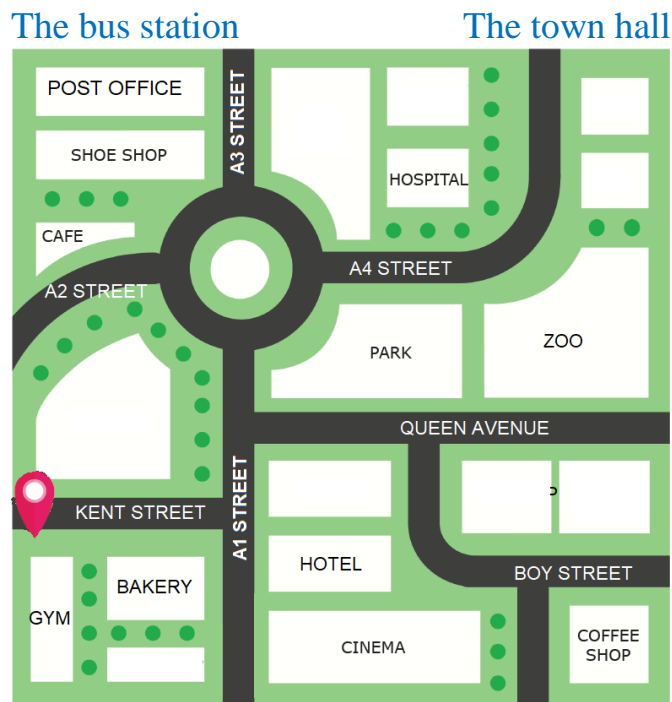 The bus station
The town hall
POST OFFICE
A3 STREET
SHOE SHOP
HOSPITAL
CAFE
A4 STREET
A2 STREET
PARK
ZOO
QUEEN AVENUE
P
KENT STREET
A1 STREET
HOTEL
BOY STREET
GYM
BAKERY
CINEMA
COFFEE
SHOP